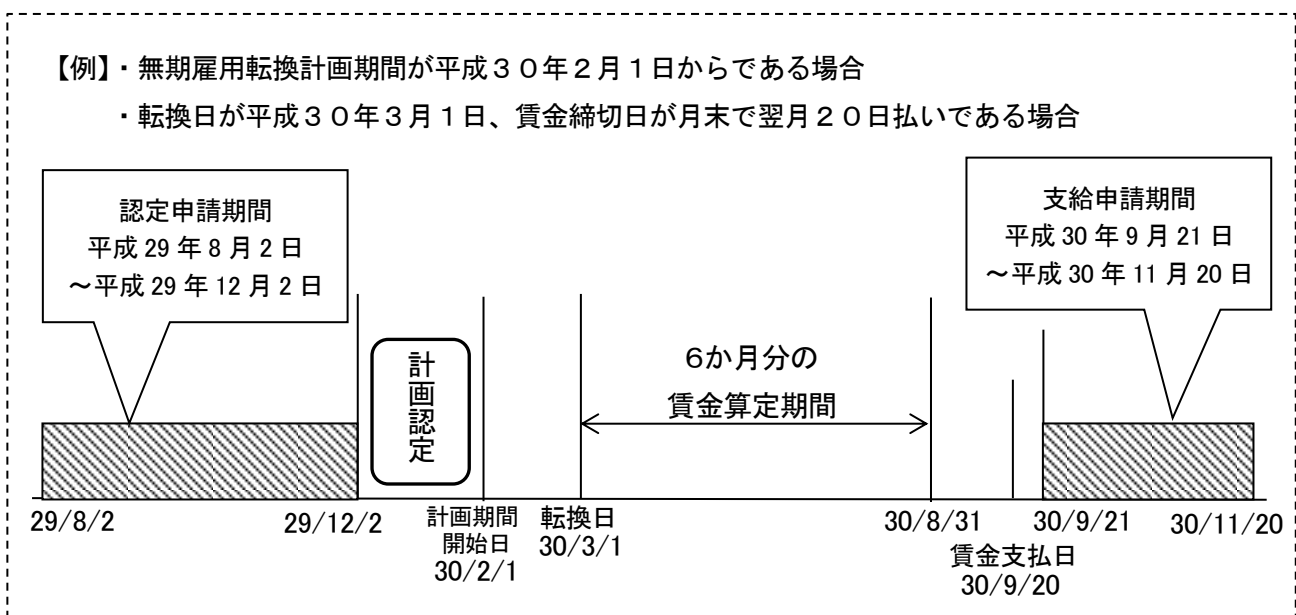 【例】・無期雇用転換計画期間が平成30年2月1日からである場合
・転換日が平成30年3月1日、賃金締切日が月末で翌月20日払いである場合
認定申請期間
平成 29 年 8 月 2 日
~平成 29 年 12 月 2 日
支給申請期間
平成 30 年 9 月 21 日
~平成 30 年 11 月 20 日
計画認定
6か月分の
賃金算定期間
29/8/2
29/12/2
計画期間
開始日
30/2/1
転換日
30/3/1
30/8/31
賃金支払日
30/9/20
30/9/21
30/11/20